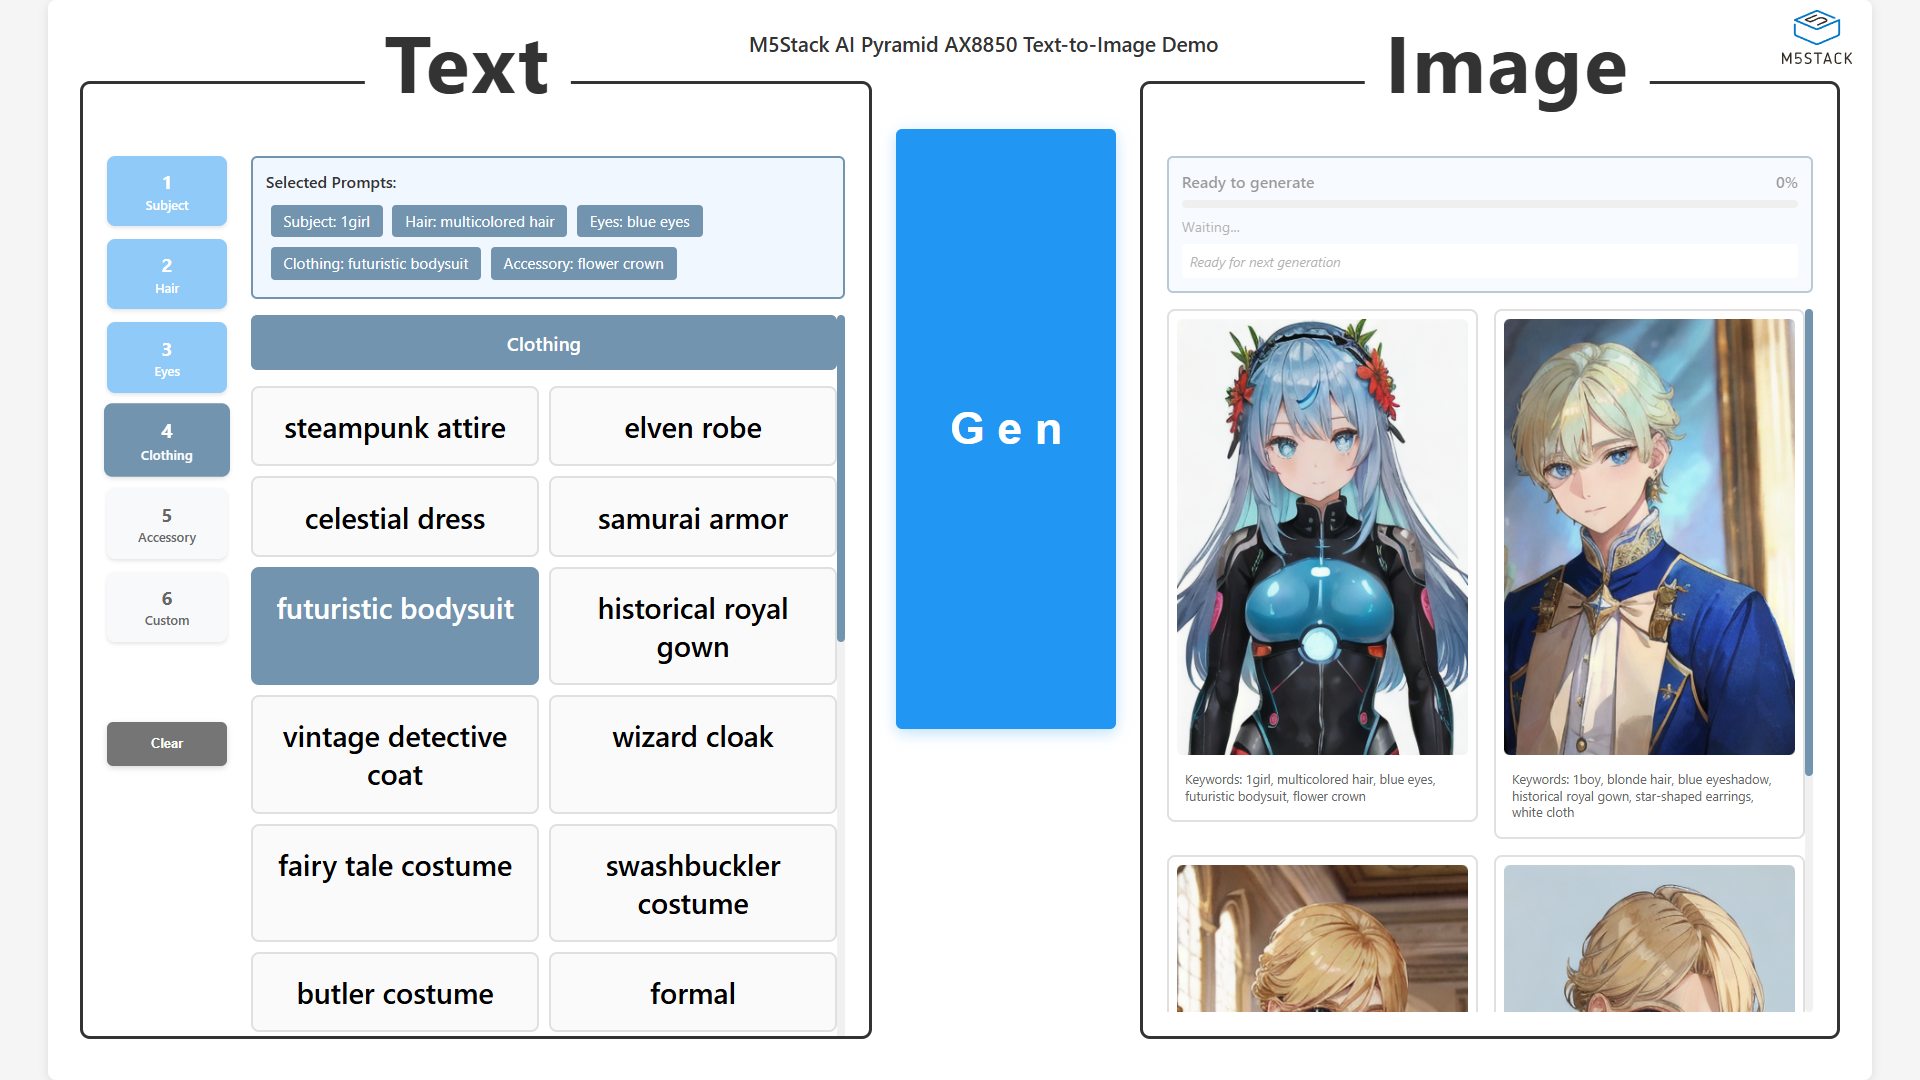 Text
M5Stack AI Pyramid AX8850 Text-to-Image Demo
Image
M5STACK
1
Subject
2
Hair
3
Eyes
4
Clothing
5
Accessory
6
Custom
Clear
Selected Prompts:
Subject: 1girl
Hair: multicolored hair
Eyes: blue eyes
Clothing: futuristic bodysuit
Accessory: flower crown
Clothing
steampunk attire
elven robe
celestial dress
samurai armor
futuristic bodysuit
historical royal
gown
vintage detective
coat
wizard cloak
fairy tale costume
swashbuckler
costume
butler costume
formal
Gen
Ready to generate
0%
Waiting...
Ready for next generation
Keywords: 1girl, multicolored hair, blue eyes,
futuristic bodysuit, flower crown
Keywords: 1boy, blonde hair, blue eyeshadow,
historical royal gown, star-shaped earrings,
white cloth